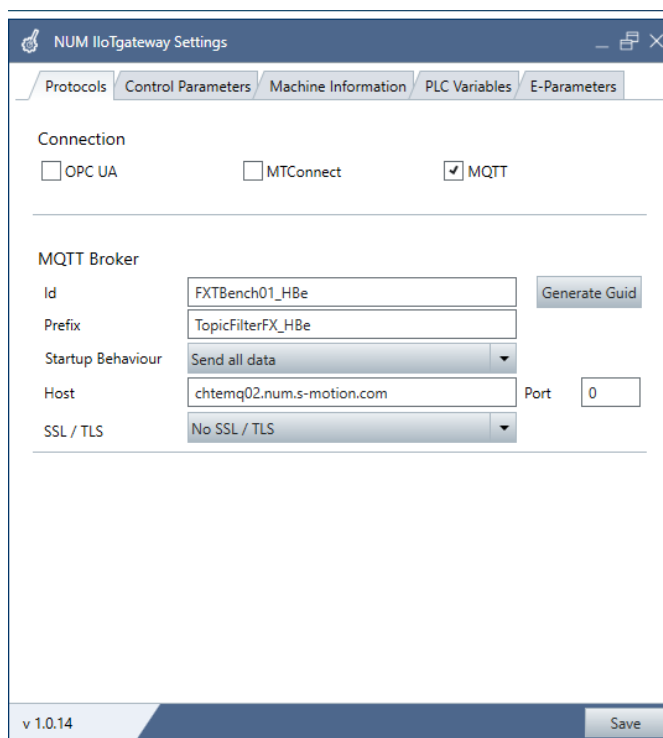 NUM IIoTgateway Settings
Protocols Control Parameters Machine Information PLC Variables E-Parameters
Connection
OPC UA MTConnect MQTT
MQTT Broker
Id FXTBench01_HBe Generate Guid
Prefix TopicFilterFX_HBe
Startup Behaviour Send all data
Host chtemq02.num.s-motion.com Port 0
SSL / TLS No SSL / TLS
v 1.0.14 Save